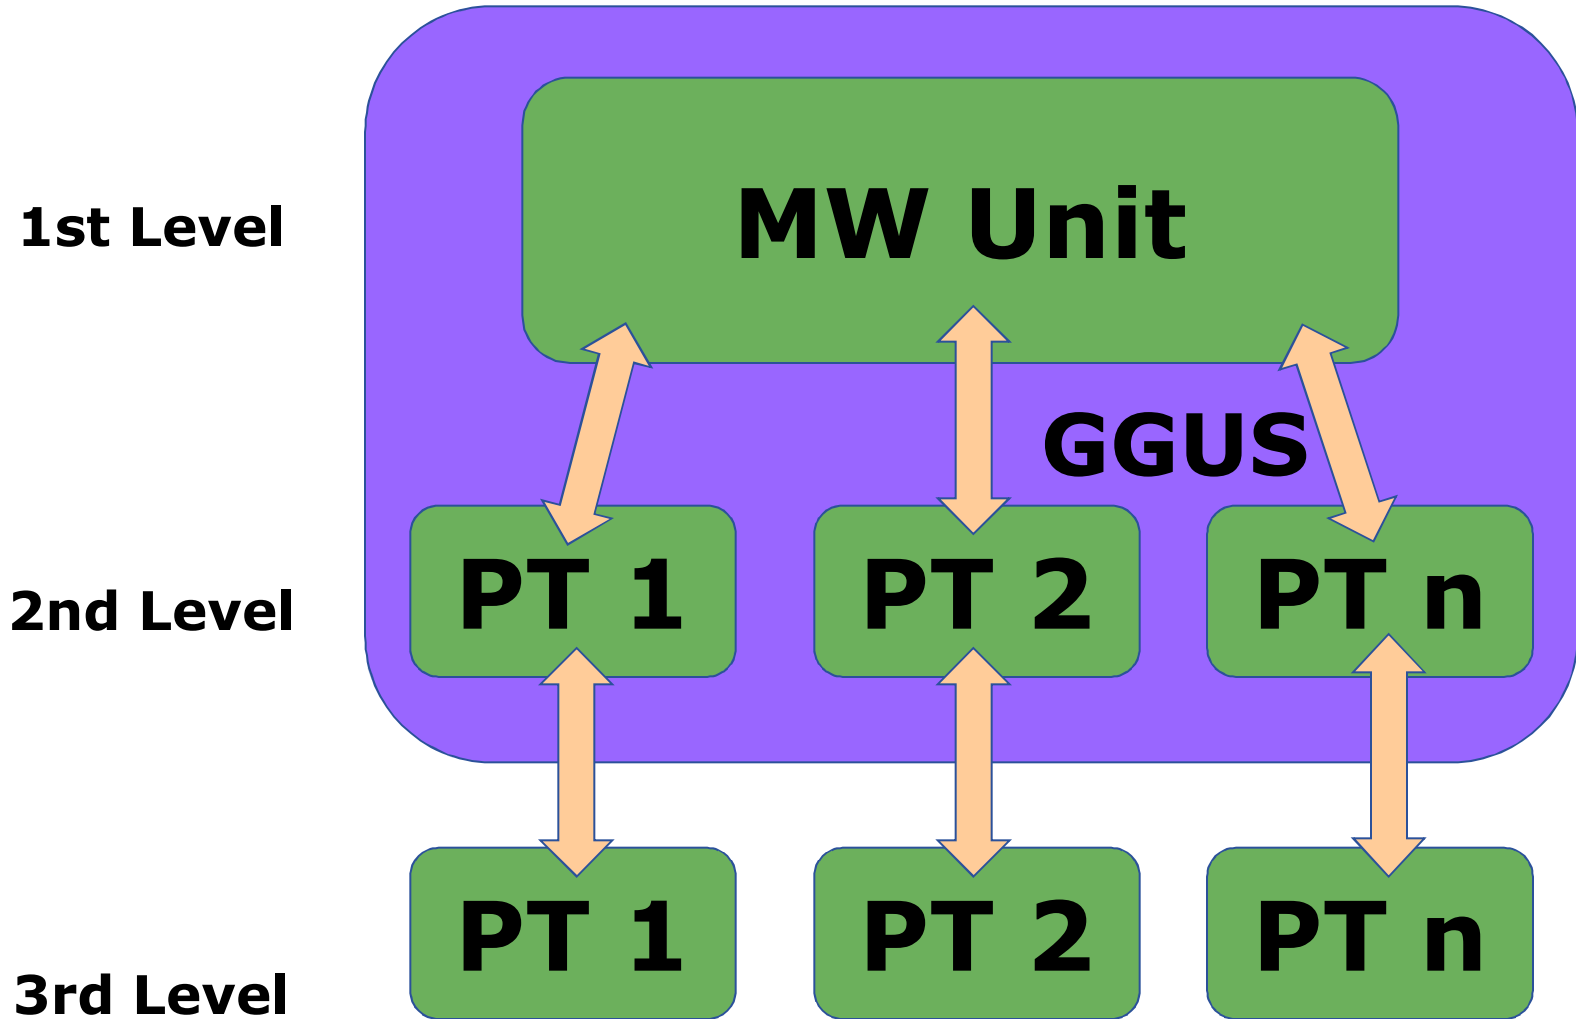 MW Unit
1st Level
GGUS
PT 1
PT 2
PT n
2nd Level
PT 1
PT 2
PT n
3rd Level